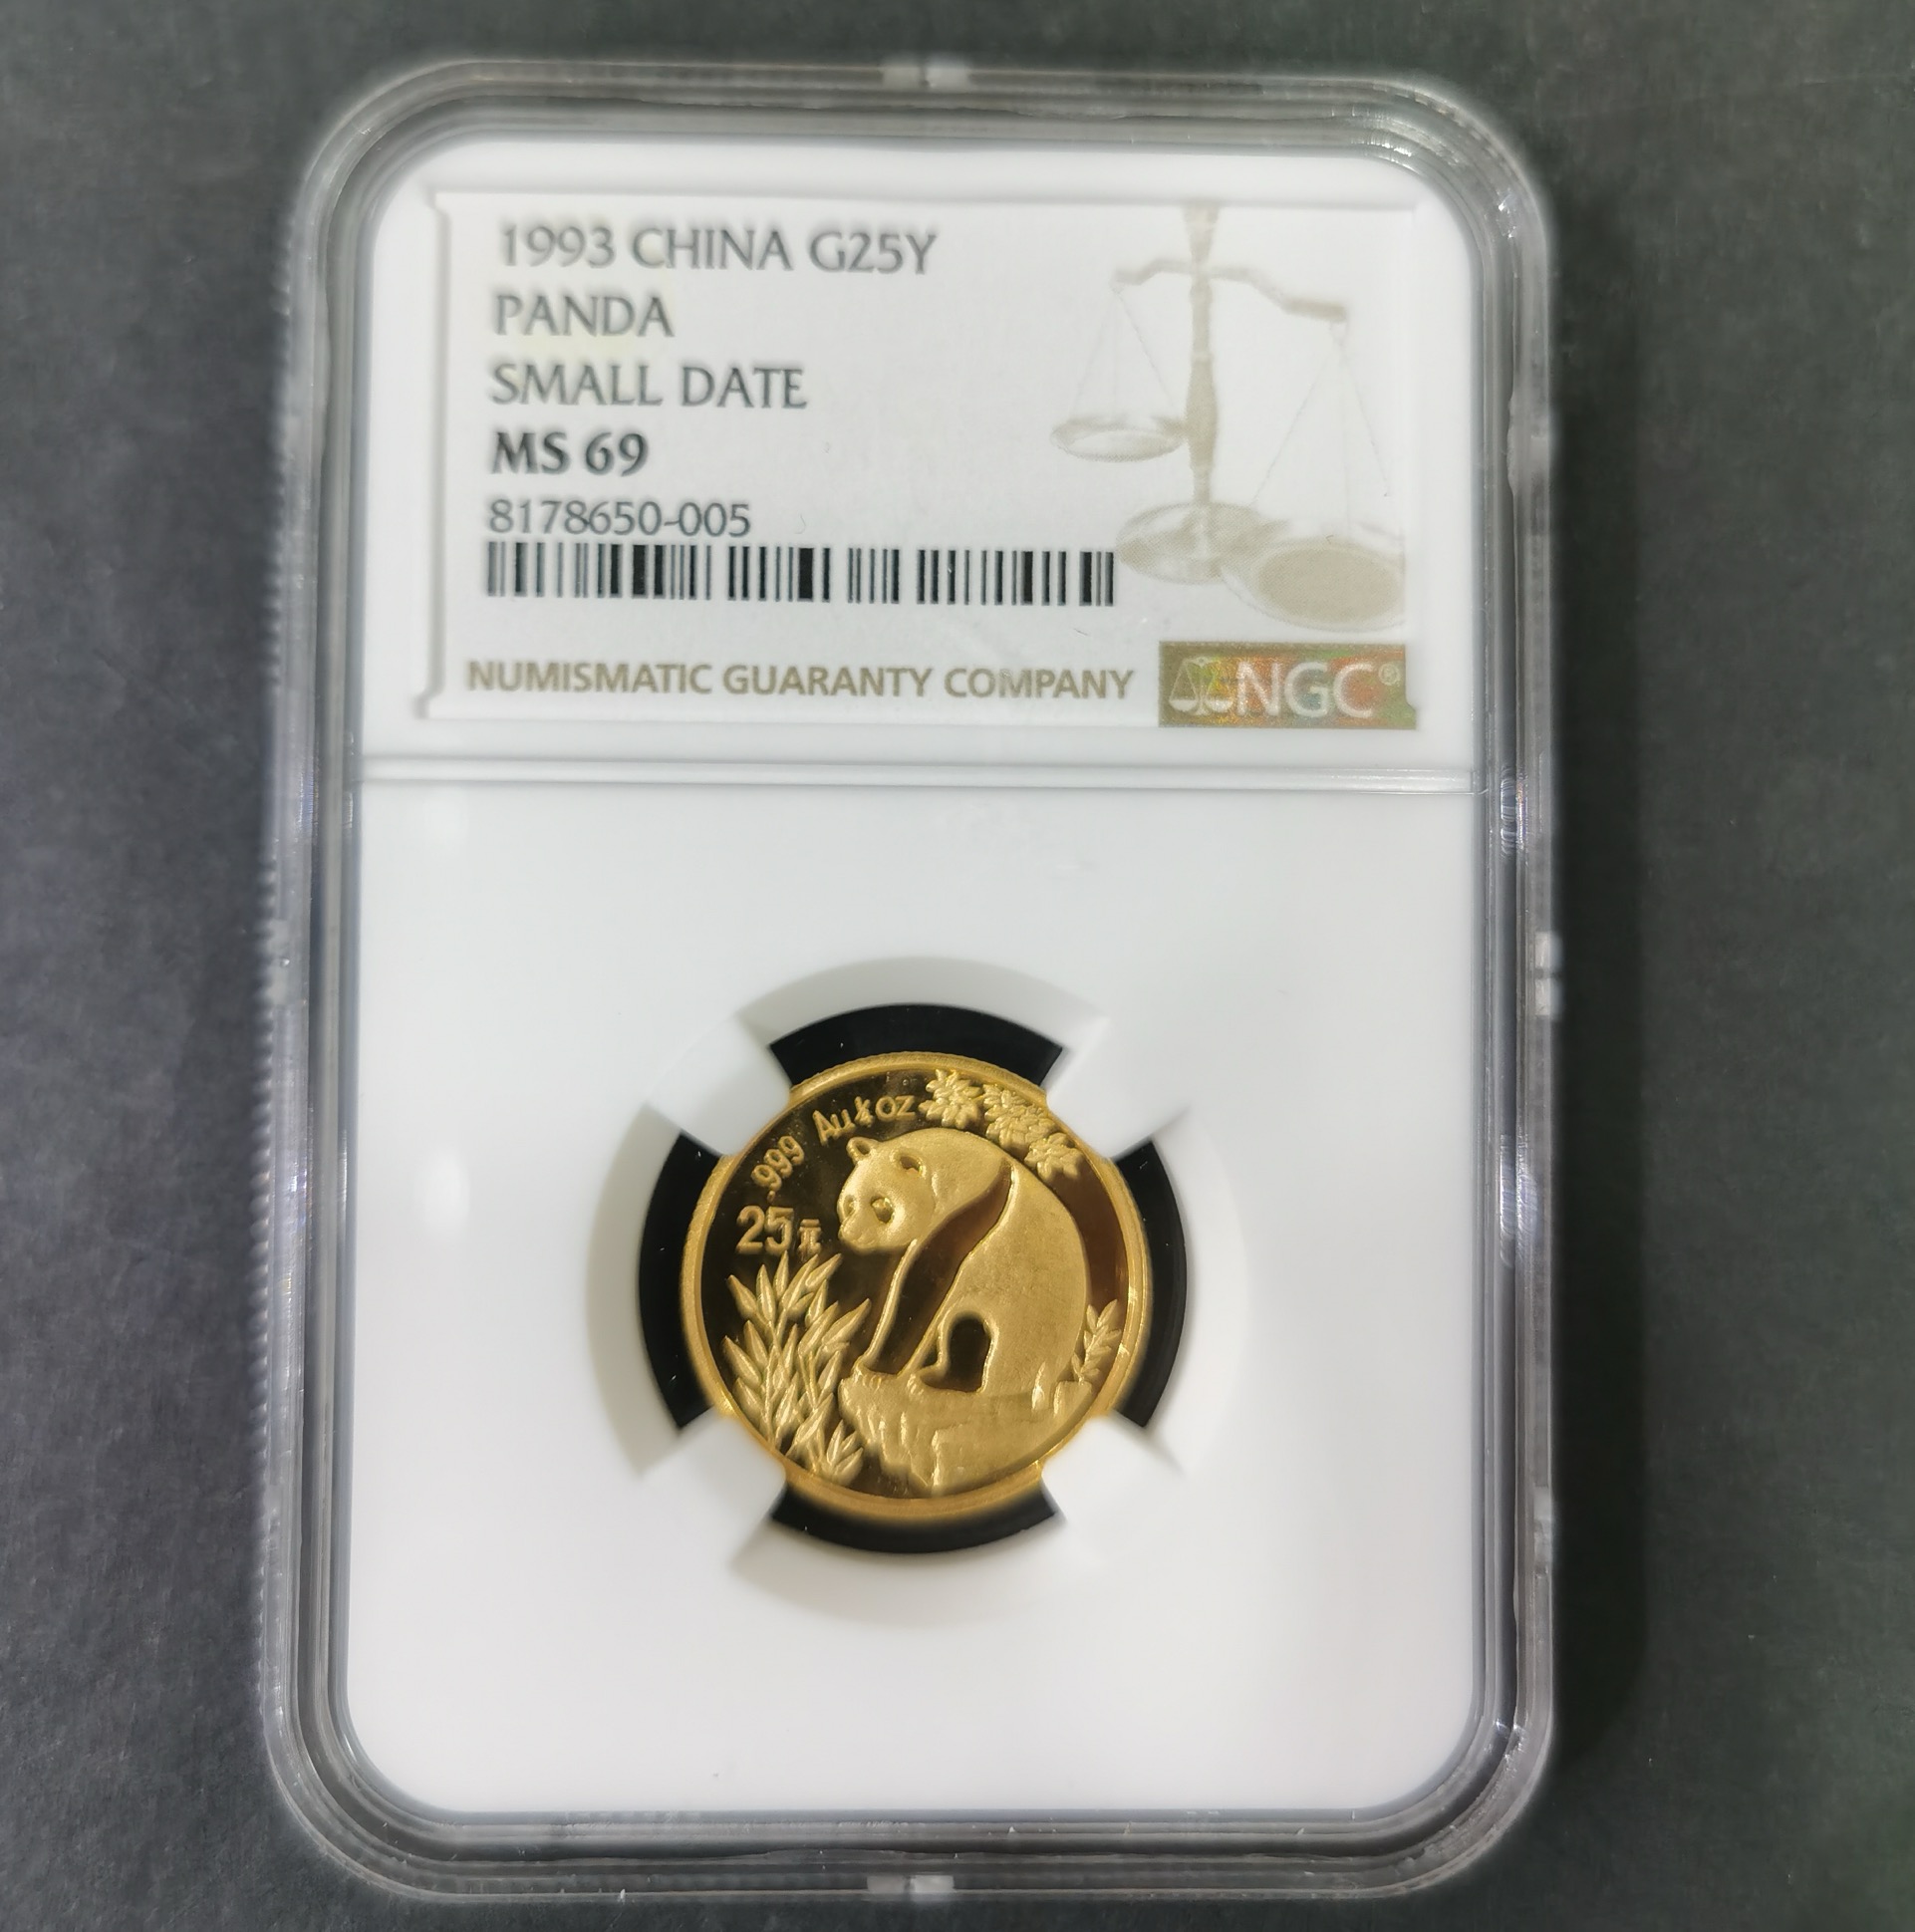 1993 CHINA G25Y
PANDA
SMALL DATE
MS 69
8178650-005
NUMISMATIC GUARANTY COMPANY
NGC®
.999 Au ¼ oz
25元